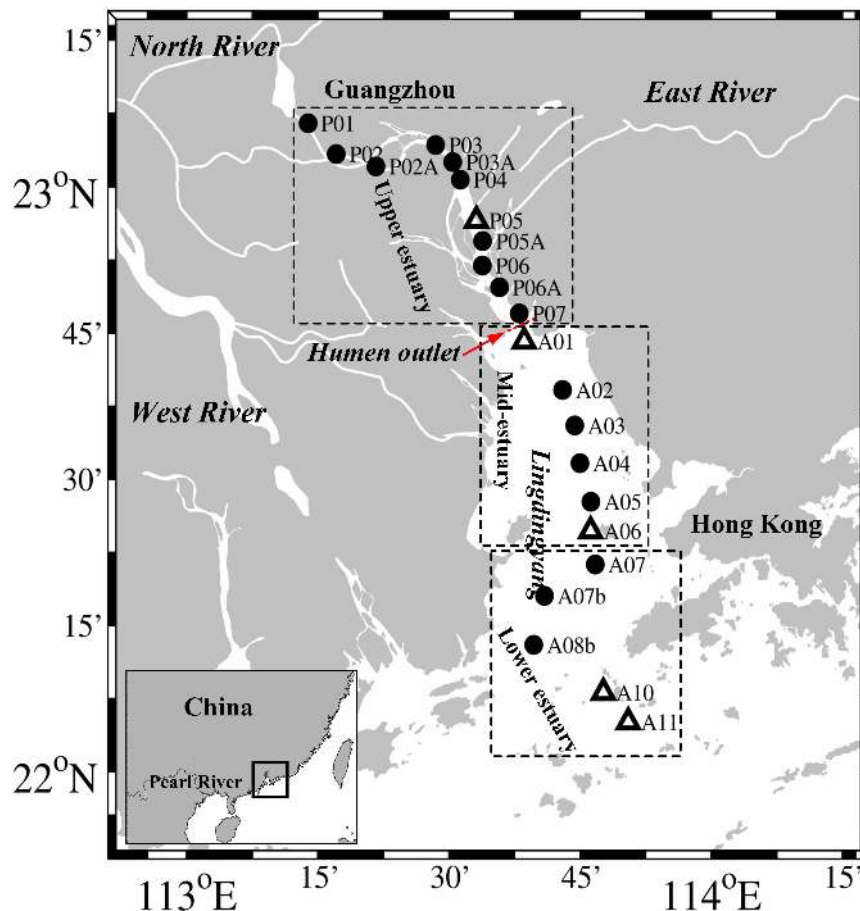 15'
North River
Guangzhou
East River
P01
P02
P02A
P03
P03A
P04
23°N
Upper estuary
P05
P05A
P06
P06A
P07
45'
Humen outlet
A01
Mid-estuary
A02
West River
A03
A04
Lingdingyang
30'
A05
A06
Hong Kong
A07
A07b
15'
A08b
Lower estuary
A10
A11
China
Pearl River
22°N
113°E
15'
30'
45'
114°E
15'